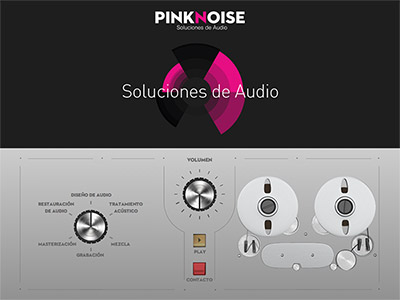 PINKNOISE
Soluciones de Audio
Soluciones de Audio
VOLUMEN
DISEÑO DE AUDIO
RESTAURACIÓN
DE AUDIO
TRATAMIENTO
ACÚSTICO
MASTERIZACIÓN
MEZCLA
GRABACIÓN
PLAY
CONTACTO